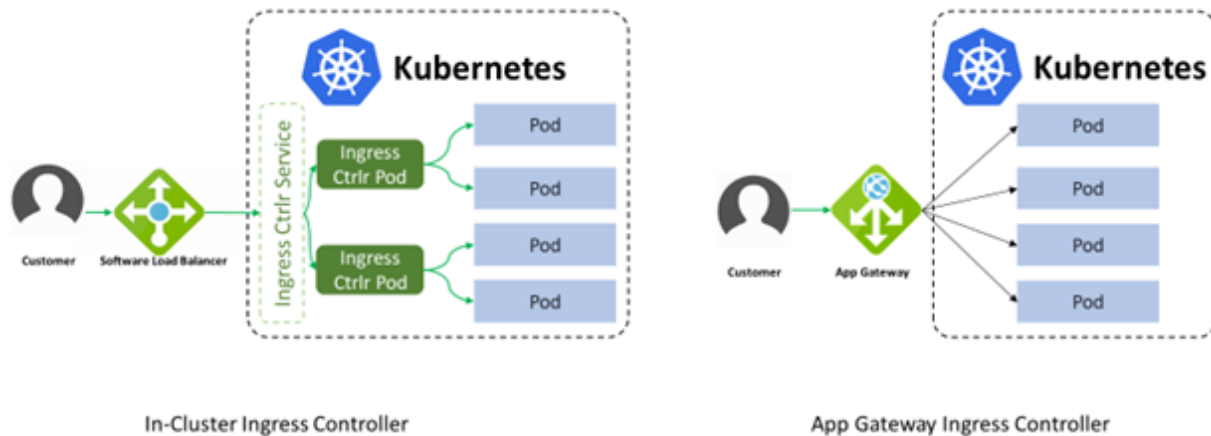 Kubernetes
Ingress Ctrlr Service
Ingress
Ctrlr Pod
Ingress
Ctrlr Pod
Pod
Pod
Pod
Pod
Customer
Software Load Balancer
In-Cluster Ingress Controller
Kubernetes
Pod
Pod
Pod
Pod
Customer
App Gateway
App Gateway Ingress Controller